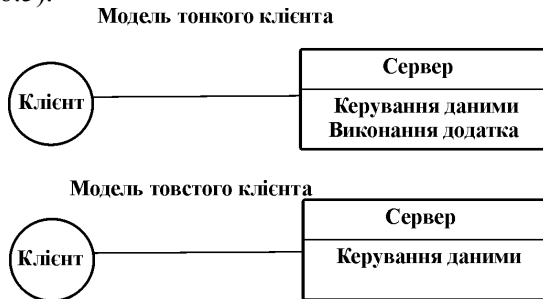 Модель тонкого клієнта
Клієнт
Сервер
Керування даними
Виконання додатка
Модель товстого клієнта
Клієнт
Сервер
Керування даними